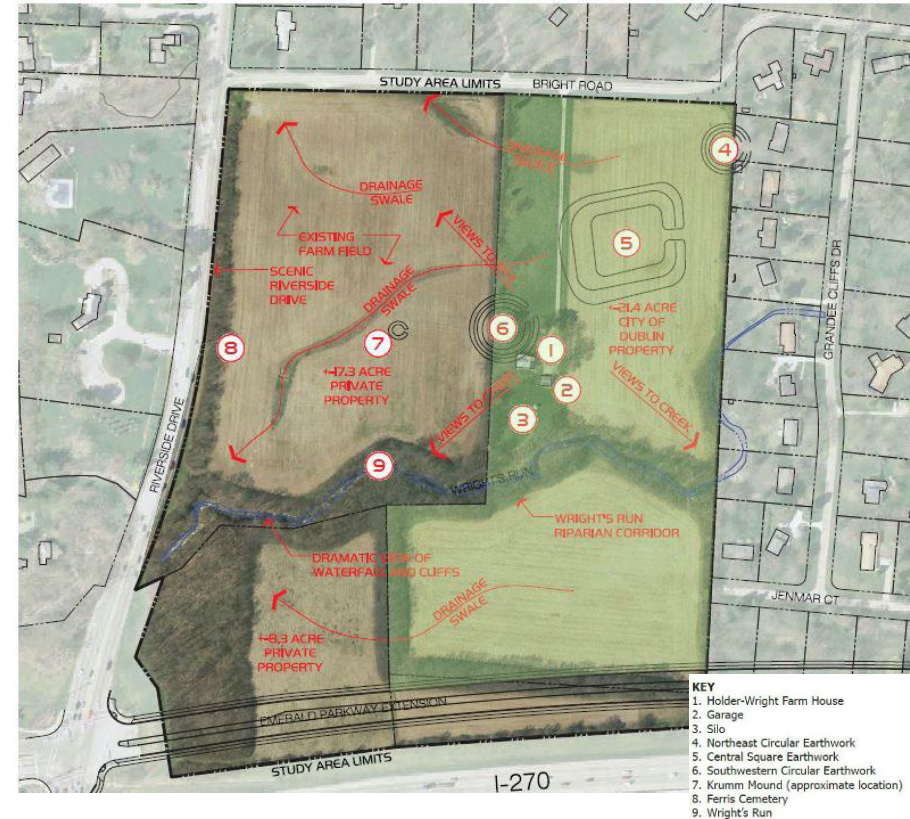 STUDY AREA LIMITS
BRIGHT ROAD
4
DRAINAGE
SWALE
DRAINAGE
SWALE
EXISTING
FARM FIELD
VIEWS TO
5
SCENIC
RIVERSIDE
DRIVE
DRAINAGE
SWALE
GRANDEE CLIFFS DR
+-21.4 ACRE
CITY OF
DUBLIN
PROPERTY
6
8
7
1
+-17.3 ACRE
PRIVATE
PROPERTY
2
VIEWS TO CREEK
VIEWS TO CREEK
3
RIVERSIDE DRIVE
9
WRIGHT'S RUN
WRIGHT'S RUN
RIPARIAN CORRIDOR
DRAMATIC VIEW OF
WATERFALL AND CLIFFS
JENMAR CT
DRAINAGE
SWALE
+-8.3 ACRE
PRIVATE
PROPERTY
EMERALD PARKWAY EXTENSION
STUDY AREA LIMITS
I-270
KEY
1. Holder-Wright Farm House
2. Garage
3. Silo
4. Northeast Circular Earthwork
5. Central Square Earthwork
6. Southwestern Circular Earthwork
7. Krumm Mound (approximate location)
8. Ferris Cemetery
9. Wright's Run